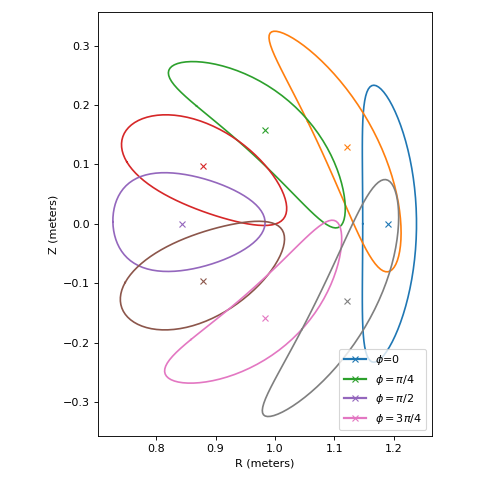 0.3
0.2
0.1
0.0
−0.1
−0.2
−0.3
Z (meters)
0.8 0.9 1.0 1.1 1.2
R (meters)
ϕ=0
ϕ = π/4
ϕ = π/2
ϕ = 3π/4